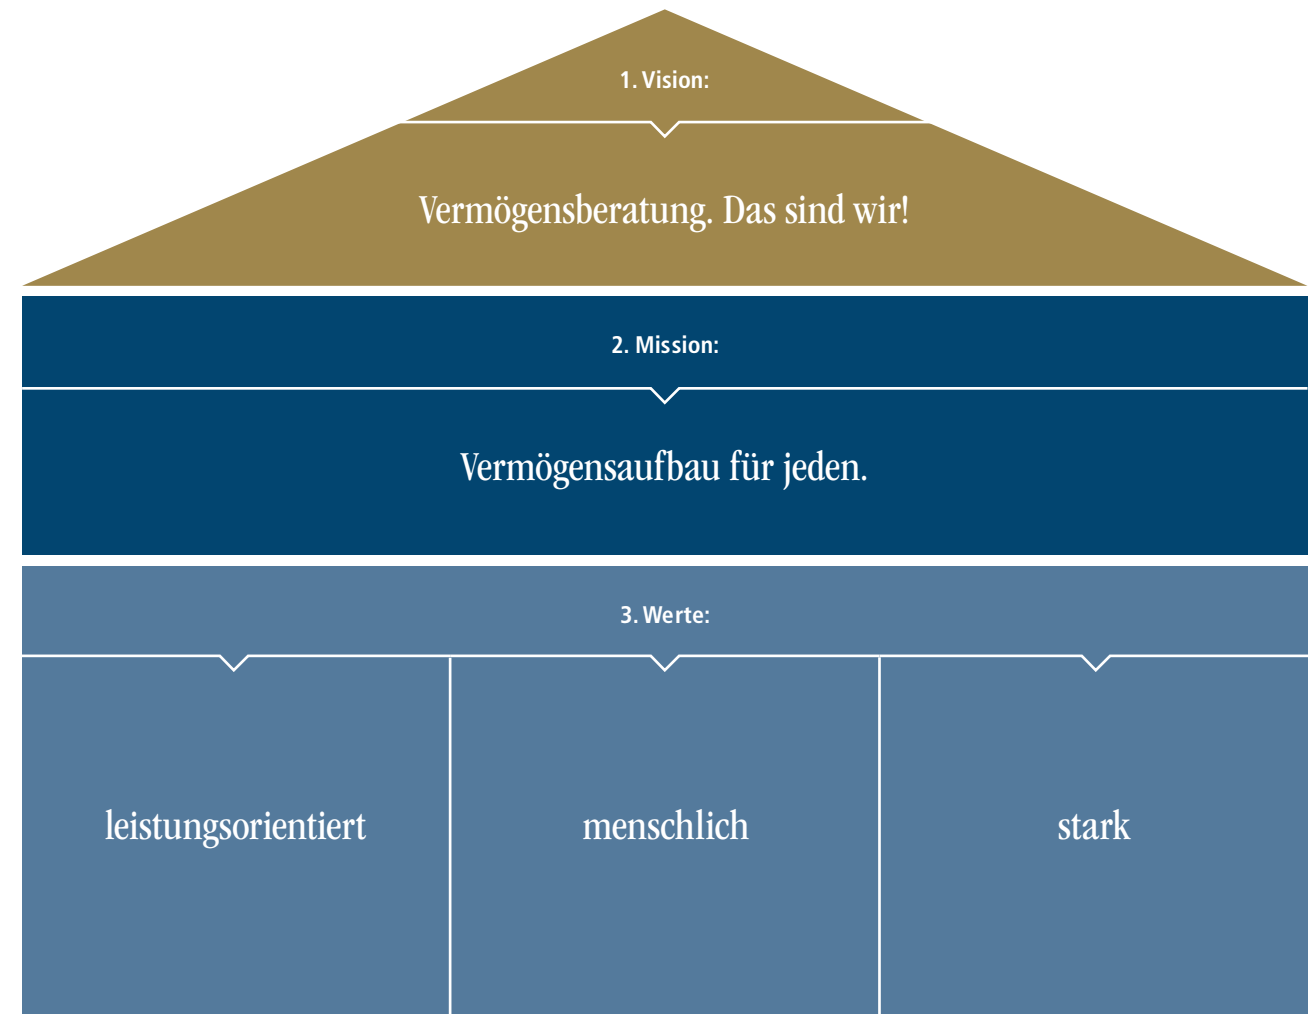 1. Vision:
Vermögensberatung. Das sind wir!
2. Mission:
Vermögensaufbau für jeden.
3. Werte:
leistungsorientiert
menschlich
stark